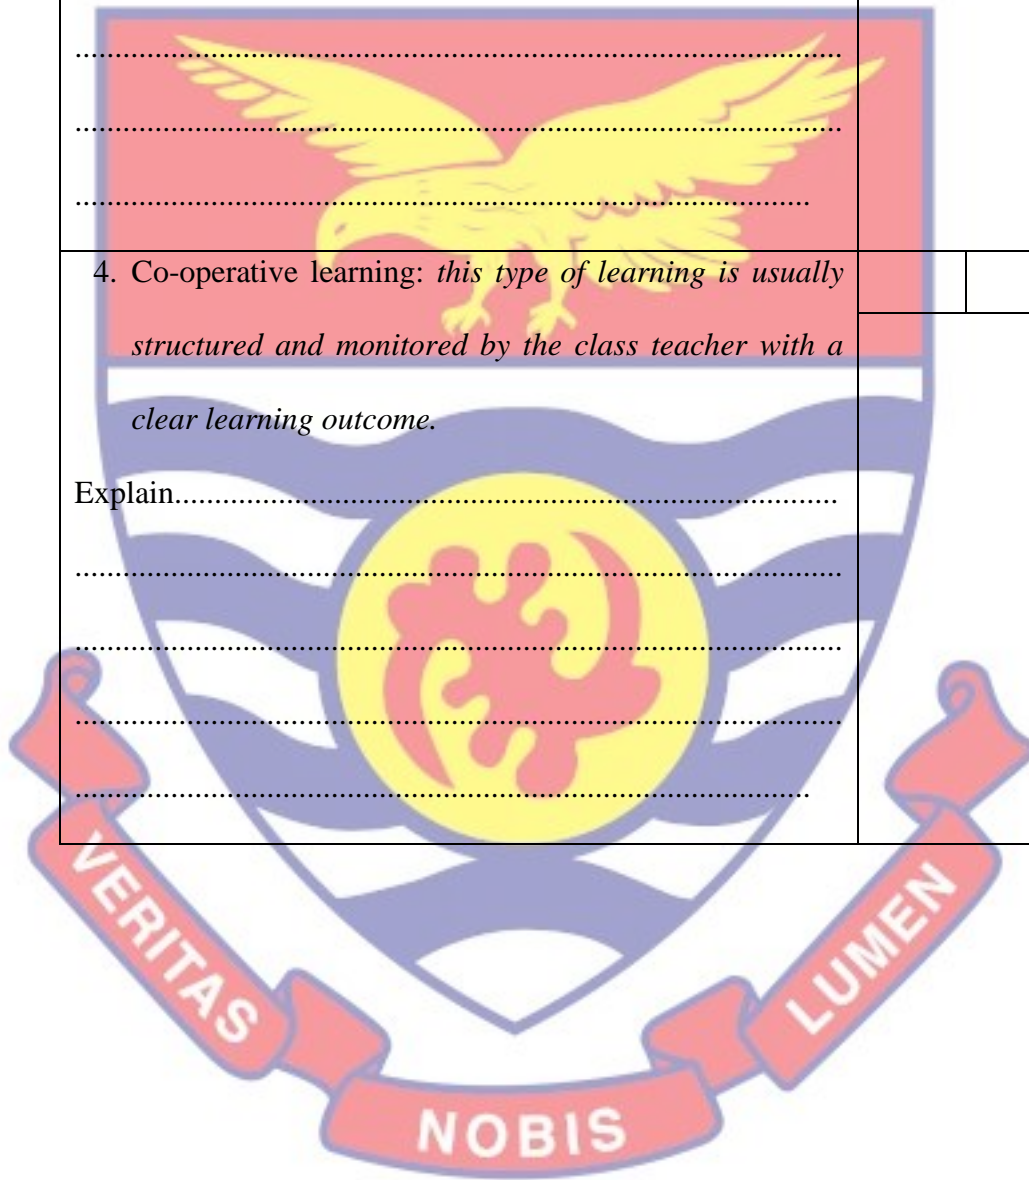 ................................................................................................
................................................................................................
............................................................................................
4. Co-operative learning: this type of learning is usually
structured and monitored by the class teacher with a
clear learning outcome.
Explain...................................................................................
................................................................................................
................................................................................................
................................................................................................
............................................................................................
VERITAS
NOBIS
LUMEN